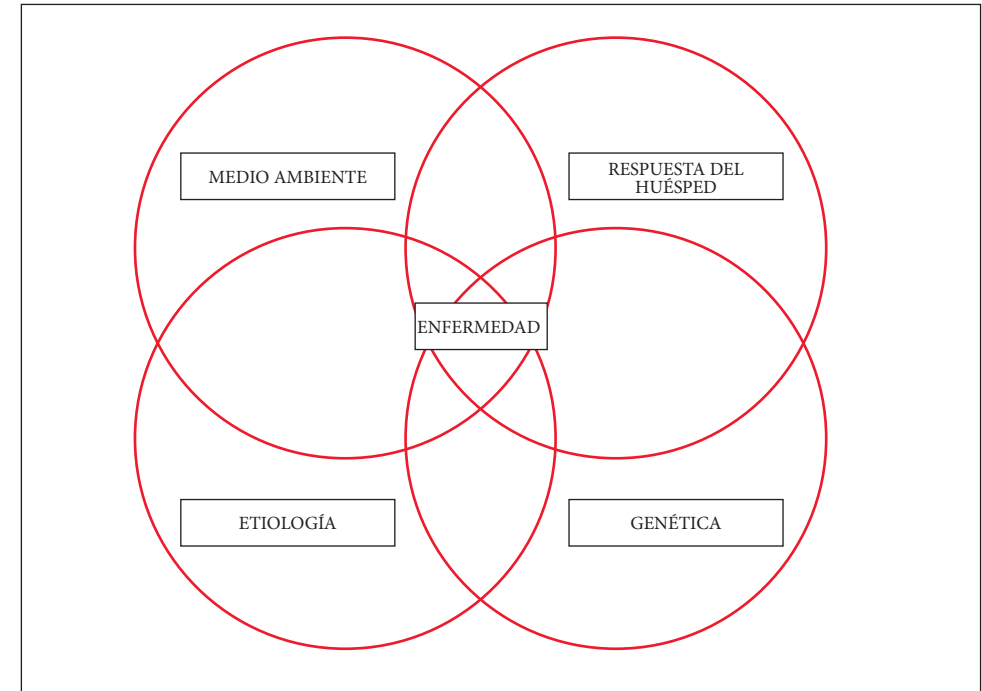 MEDIO AMBIENTE
RESPUESTA DEL
HUÉSPED
ENFERMEDAD
ETIOLOGÍA
GENÉTICA